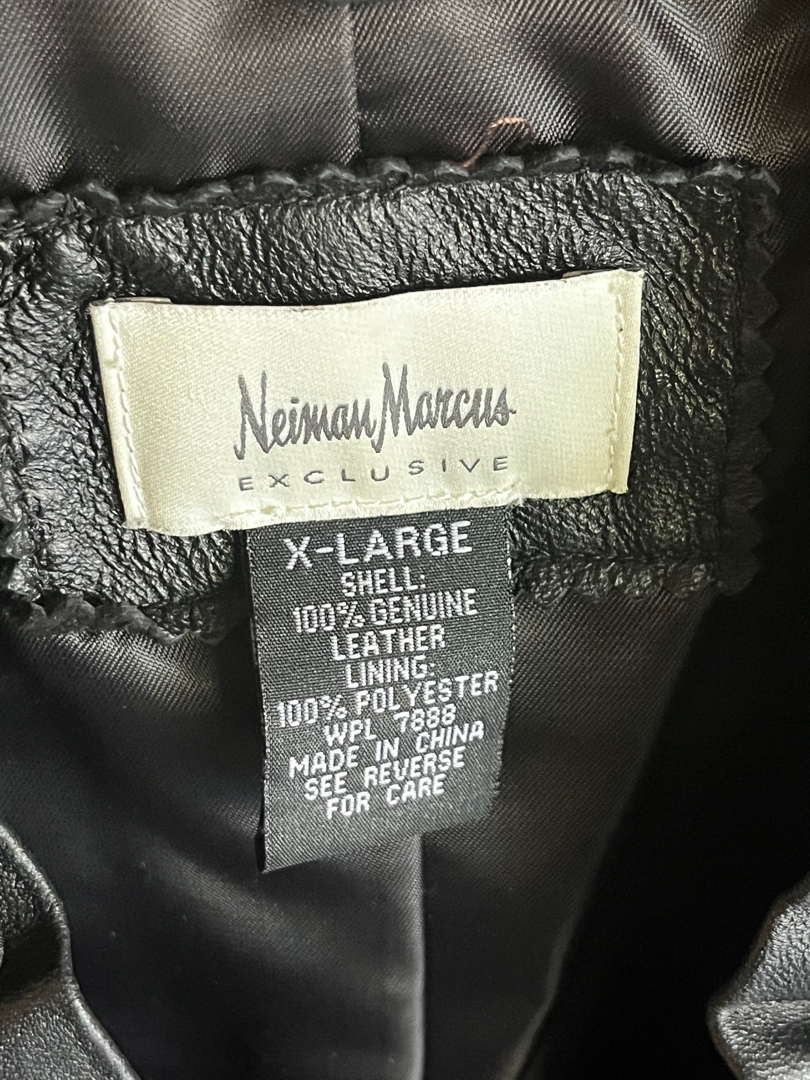 Neiman Marcus
EXCLUSIVE
X-LARGE
SHELL:
100% GENUINE
LEATHER
LINING:
100% POLYESTER
WPL 7888
MADE IN CHINA
SEE REVERSE
FOR CARE